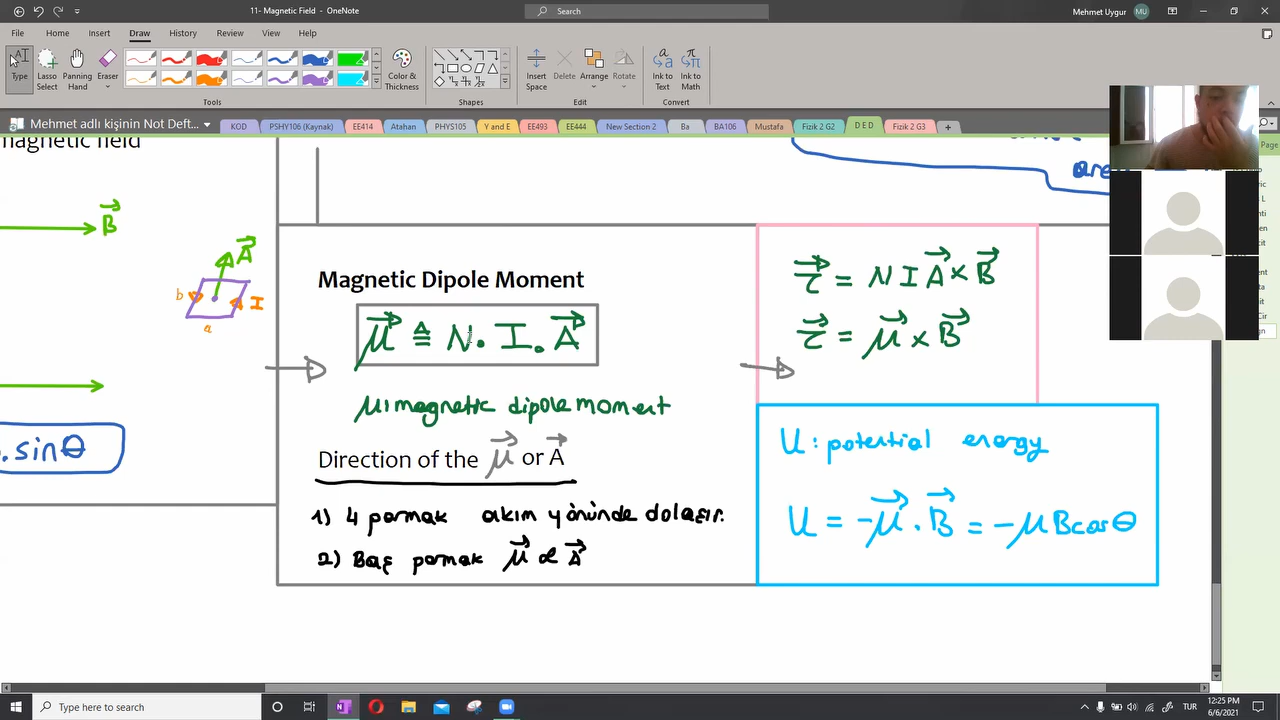 11- Magnetic Field - OneNote
Search
Mehmet Uygur MU
File Home Insert Draw History Review View Help
Type
Lasso Select
Panning Hand
Eraser
Color & Thickness
Insert Space
Delete
Arrange
Rotate
Ink to Text
Ink to Math
Tools
Shapes
Edit
Convert
Mehmet adlı kişinin Not Deft...
KOD PSHY106 (Kaynak) EE414 Atahan PHYS105 Y and E EE493 EE444 New Section 2 Ba BA106 Mustafa Fizik 2 G2 D E D Fizik 2 G3 +
Page
agnetic field
B⃗
A⃗
b
I
a
. sinθ
Magnetic Dipole Moment
μ⃗ ≙ N. I. A⃗
μ: magnetic dipole moment
Direction of the μ⃗ or A⃗
1) 4 parmak akım yönünde dolaşır.
2) Baş parmak μ⃗ & A⃗
τ⃗ = N I A⃗ x B⃗
τ⃗ = μ⃗ x B⃗
U: potential energy
U = -μ⃗ . B⃗ = -μBcosθ
Type here to search
TUR
12:25 PM
6/6/2021